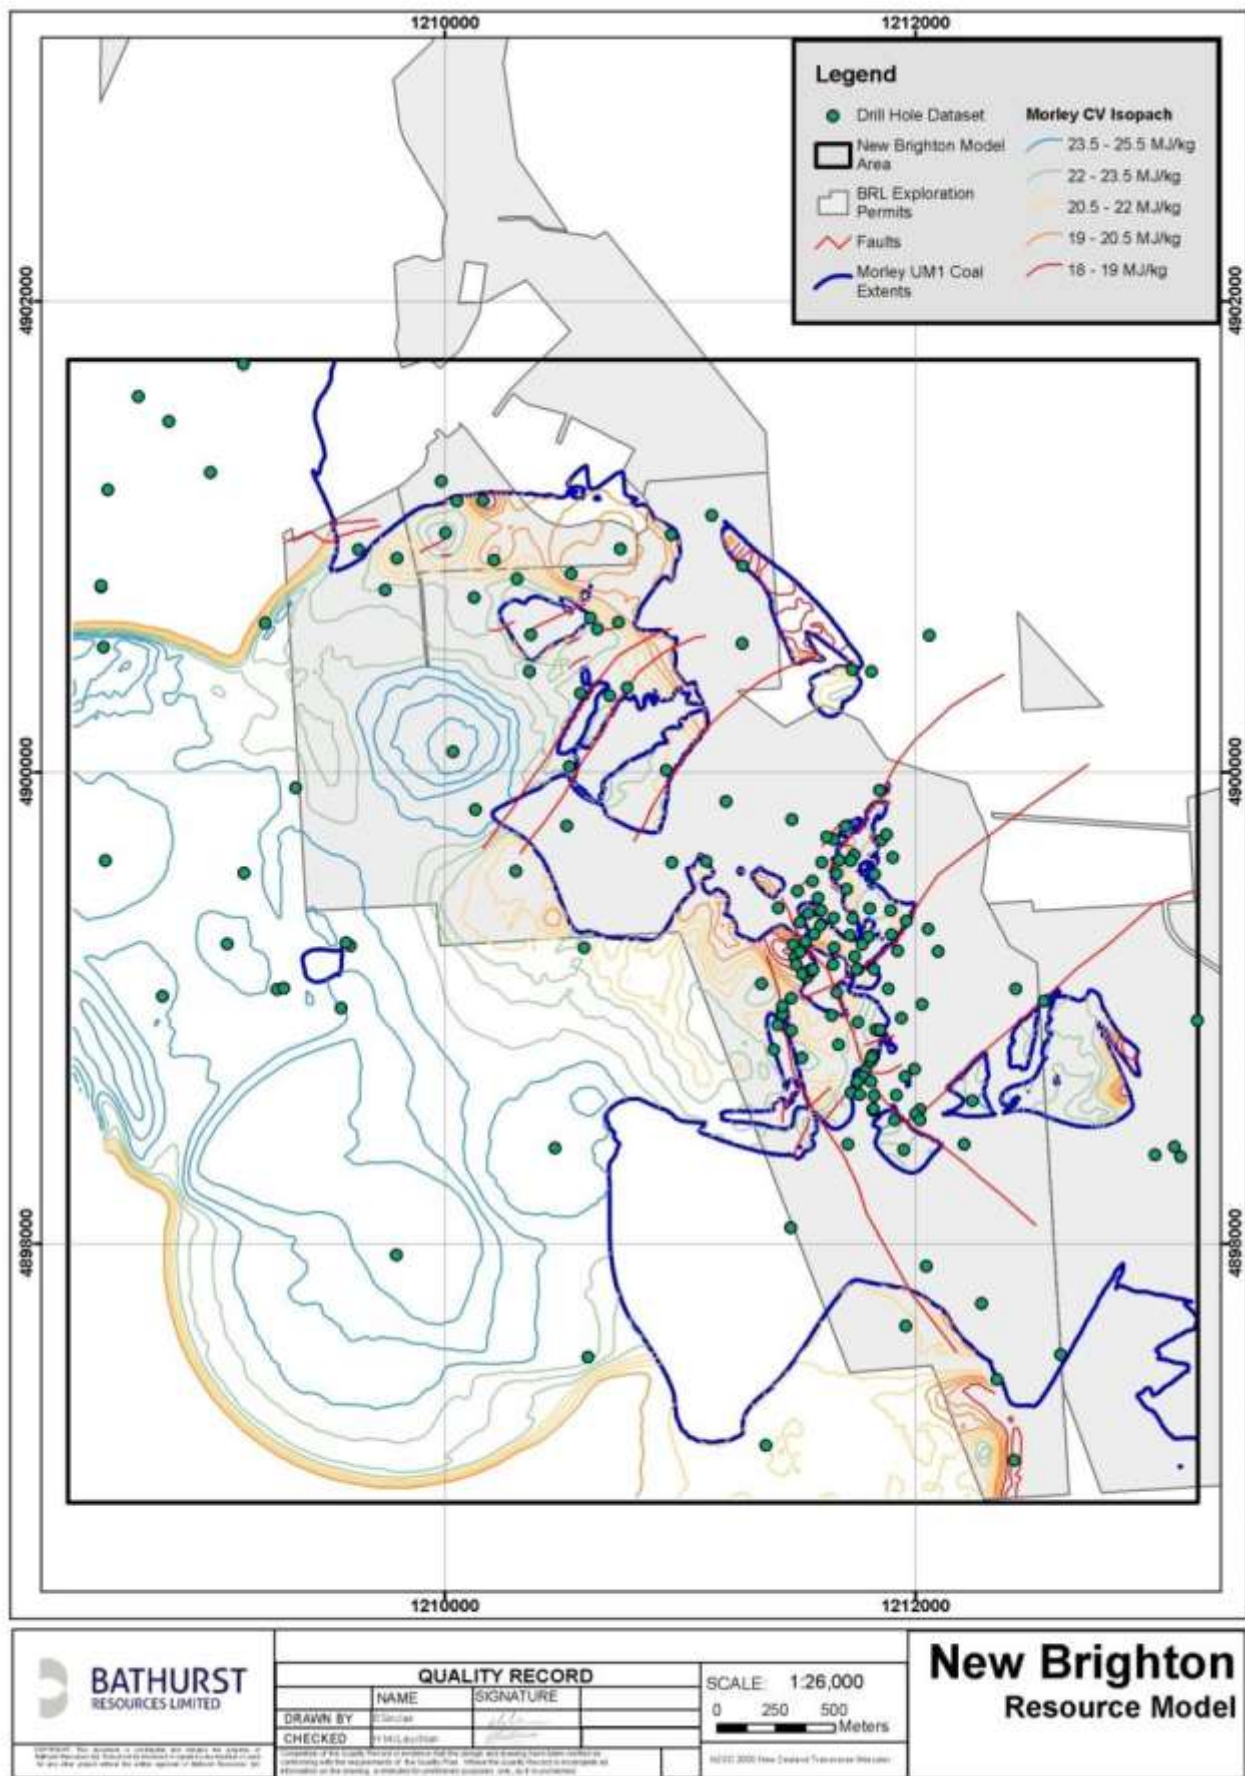 1210000
1212000
Legend
Drill Hole Dataset
New Brighton Model
Area
BRL Exploration
Permits
Faults
Morley UM1 Coal
Extents
Morley CV Isopach
23.5 - 25.5 MJ/kg
22 - 23.5 MJ/kg
20.5 - 22 MJ/kg
19 - 20.5 MJ/kg
18 - 19 MJ/kg
4902000
4902000
4900000
4900000
4898000
4898000
1210000
1212000
BATHURST
RESOURCES LIMITED
QUALITY RECORD
NAME
SIGNATURE
DRAWN BY
CHECKED
SCALE: 1:26,000
0 250 500
Meters
New Brighton
Resource Model